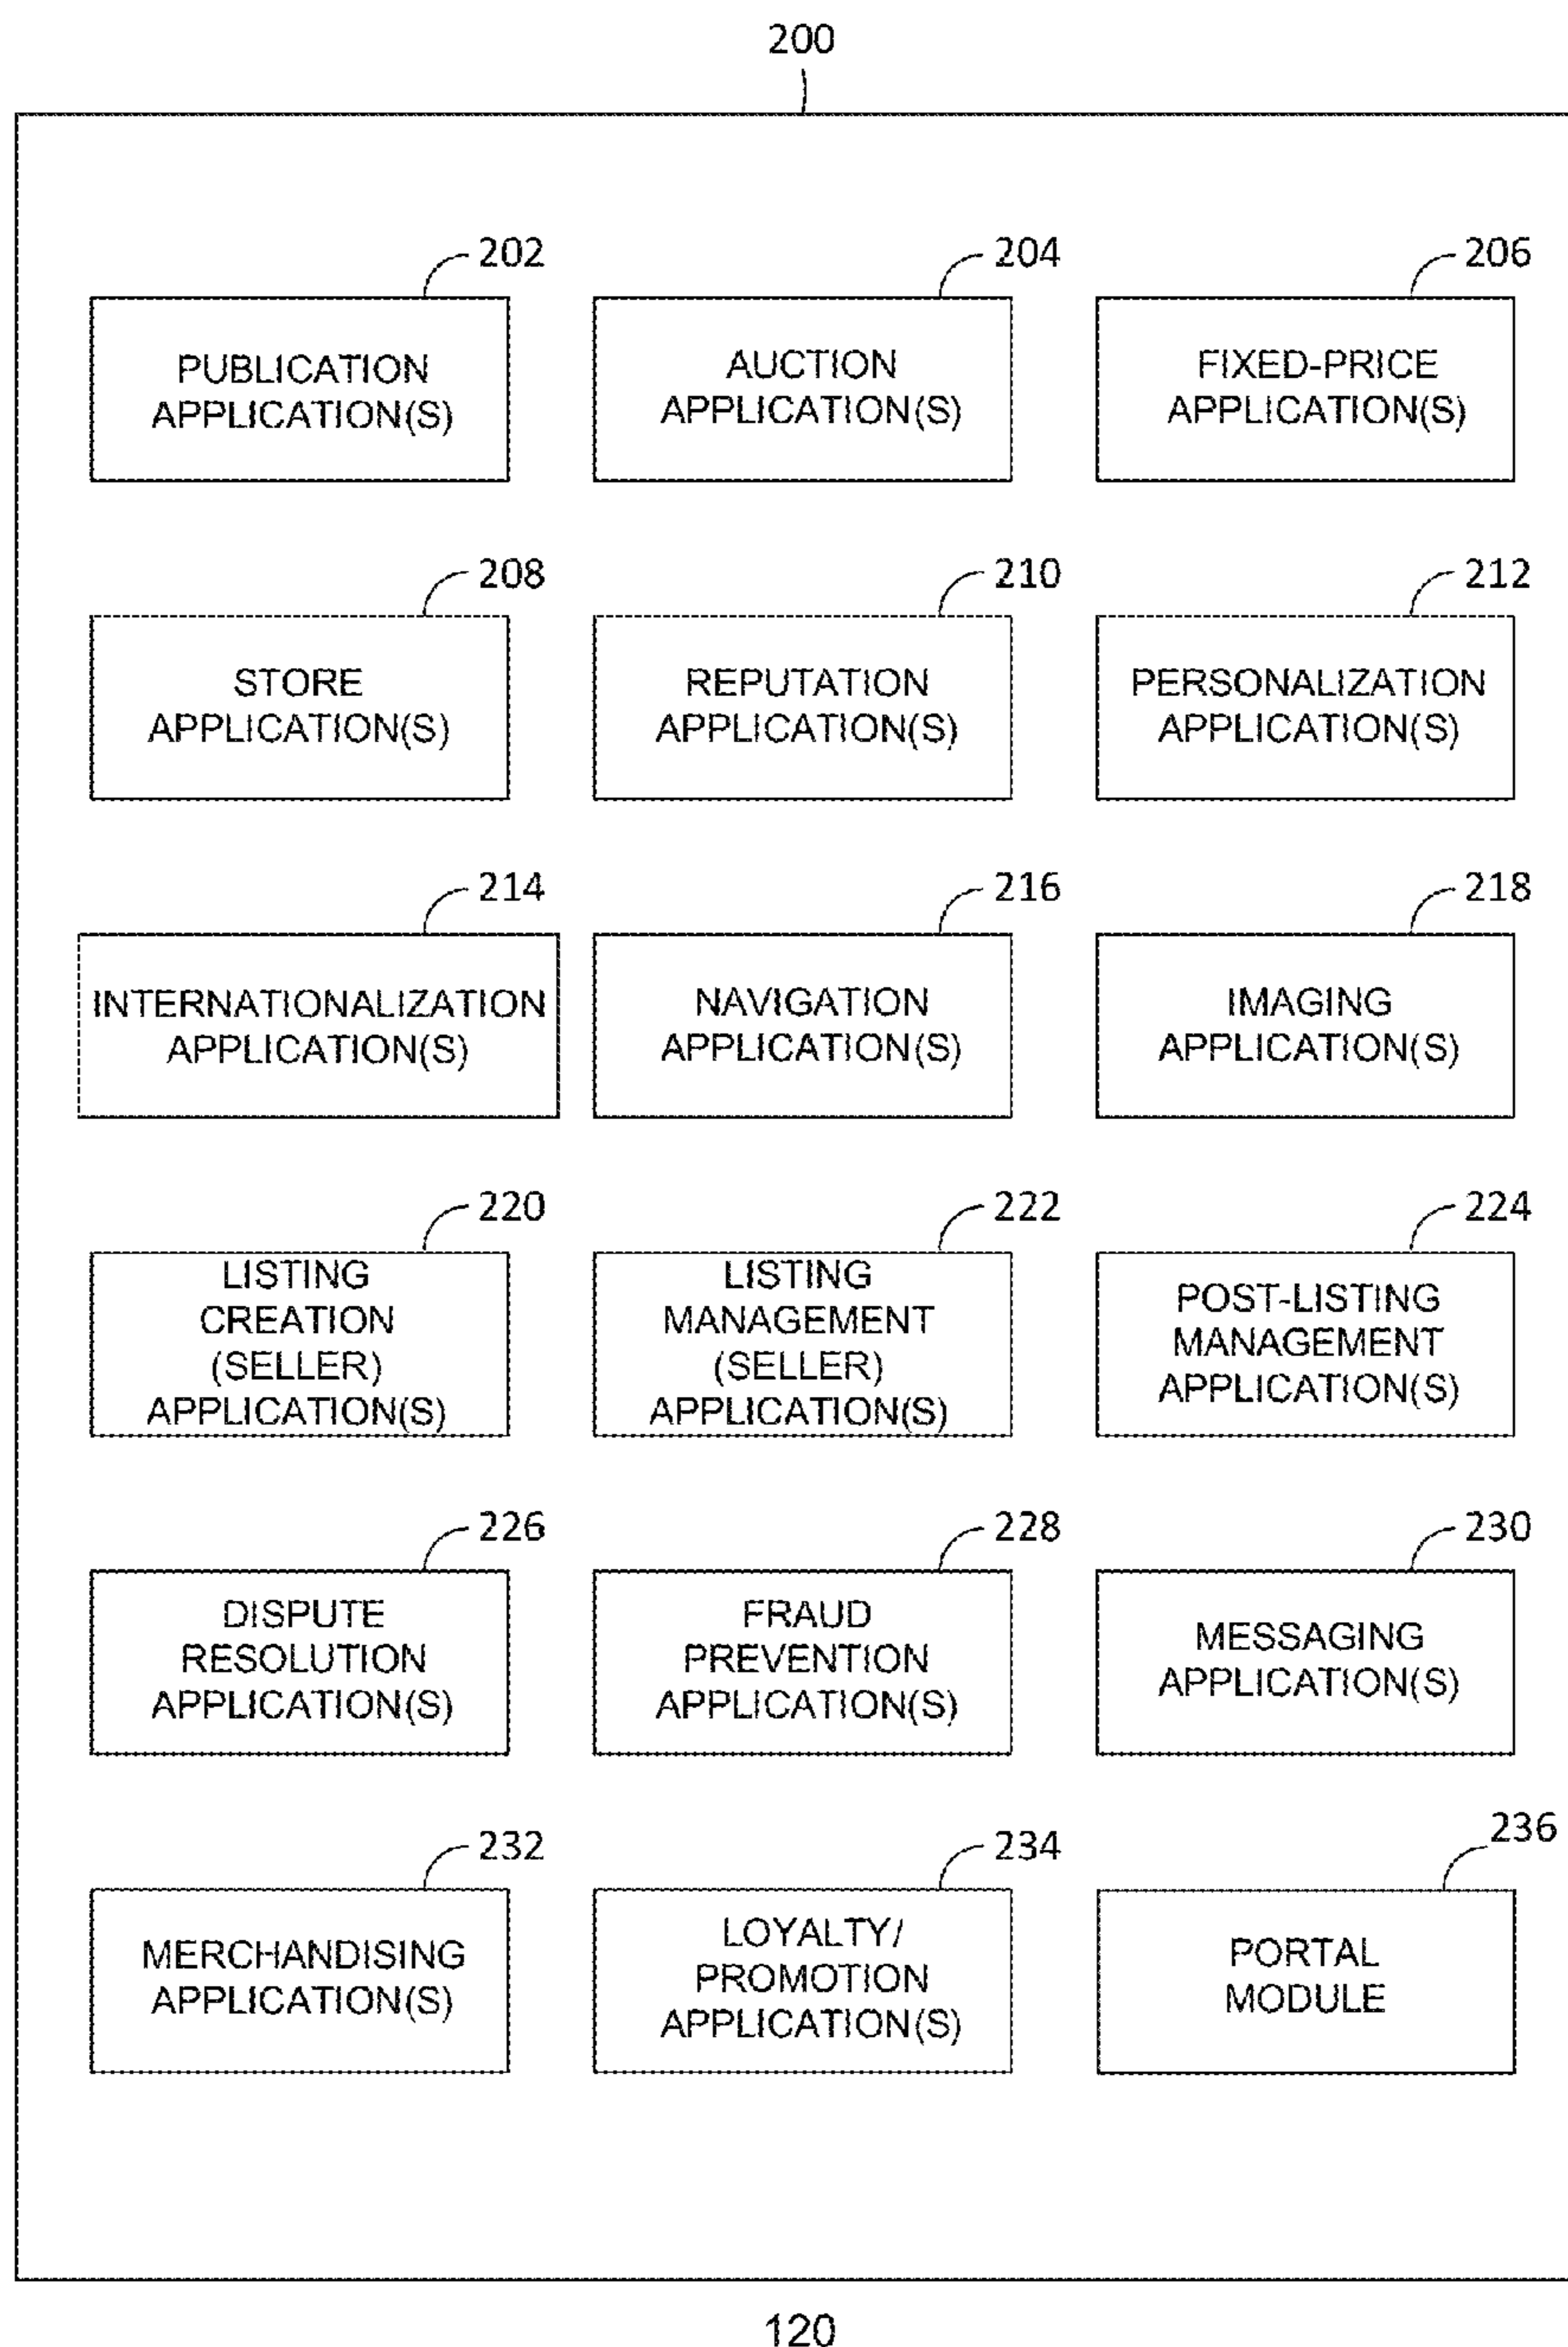 200
202
PUBLICATION
APPLICATION(S)
204
AUCTION
APPLICATION(S)
206
FIXED-PRICE
APPLICATION(S)
208
STORE
APPLICATION(S)
210
REPUTATION
APPLICATION(S)
212
PERSONALIZATION
APPLICATION(S)
214
INTERNATIONALIZATION
APPLICATION(S)
216
NAVIGATION
APPLICATION(S)
218
IMAGING
APPLICATION(S)
220
LISTING
CREATION
(SELLER)
APPLICATION(S)
222
LISTING
MANAGEMENT
(SELLER)
APPLICATION(S)
224
POST-LISTING
MANAGEMENT
APPLICATION(S)
226
DISPUTE
RESOLUTION
APPLICATION(S)
228
FRAUD
PREVENTION
APPLICATION(S)
230
MESSAGING
APPLICATION(S)
232
MERCHANDISING
APPLICATION(S)
234
LOYALTY/
PROMOTION
APPLICATION(S)
236
PORTAL
MODULE
120